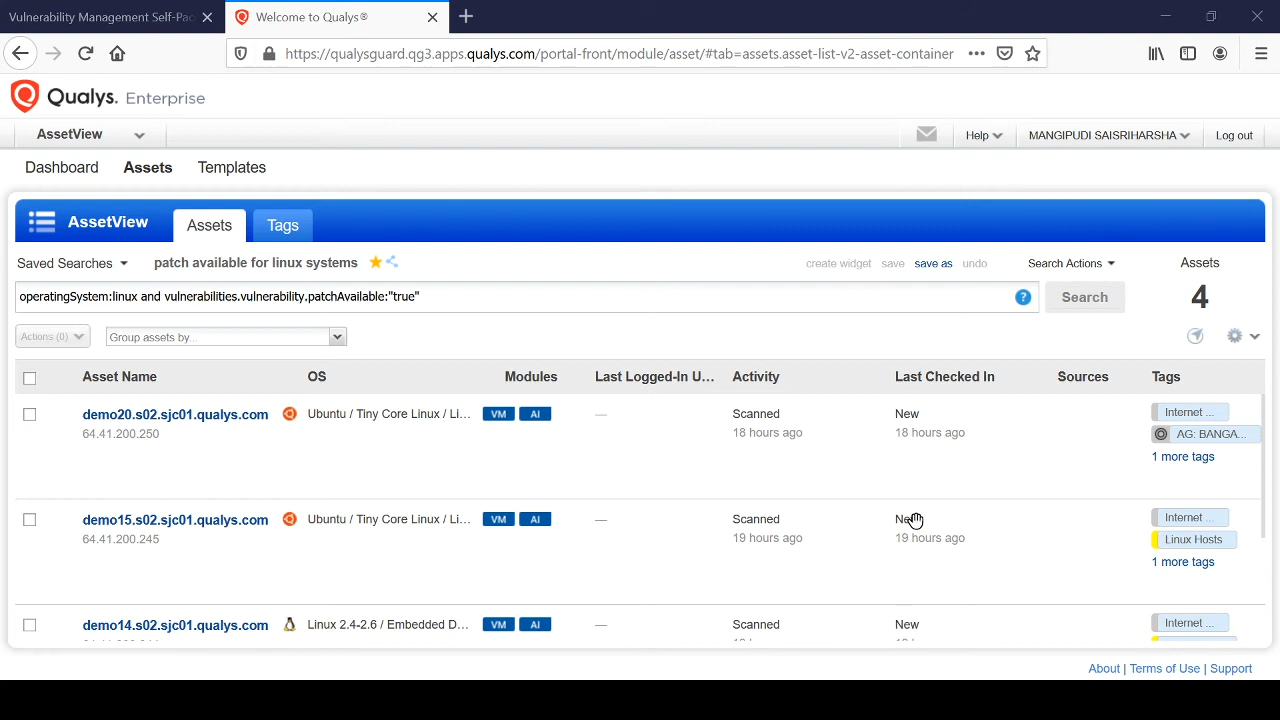 Vulnerability Management Self-Pac
Welcome to Qualys®
https://qualysguard.qg3.apps.qualys.com/portal-front/module/asset/#tab=assets.asset-list-v2-asset-container
Qualys. Enterprise
AssetView
Help
MANGIPUDI SAISRIHARSHA
Log out
Dashboard Assets Templates
AssetView Assets Tags
Saved Searches patch available for linux systems create widget save save as undo Search Actions Assets
operatingSystem:linux and vulnerabilities.vulnerability.patchAvailable:"true" ? Search 4
Actions (0) Group assets by...
Asset Name OS Modules Last Logged-In U... Activity Last Checked In Sources Tags
demo20.s02.sjc01.qualys.com Ubuntu / Tiny Core Linux / Li... VM AI — Scanned New Internet ...
64.41.200.250 18 hours ago 18 hours ago AG: BANGA...
1 more tags
demo15.s02.sjc01.qualys.com Ubuntu / Tiny Core Linux / Li... VM AI — Scanned New Internet ...
64.41.200.245 19 hours ago 19 hours ago Linux Hosts
1 more tags
demo14.s02.sjc01.qualys.com Linux 2.4-2.6 / Embedded D... VM AI — Scanned New Internet ...
About | Terms of Use | Support